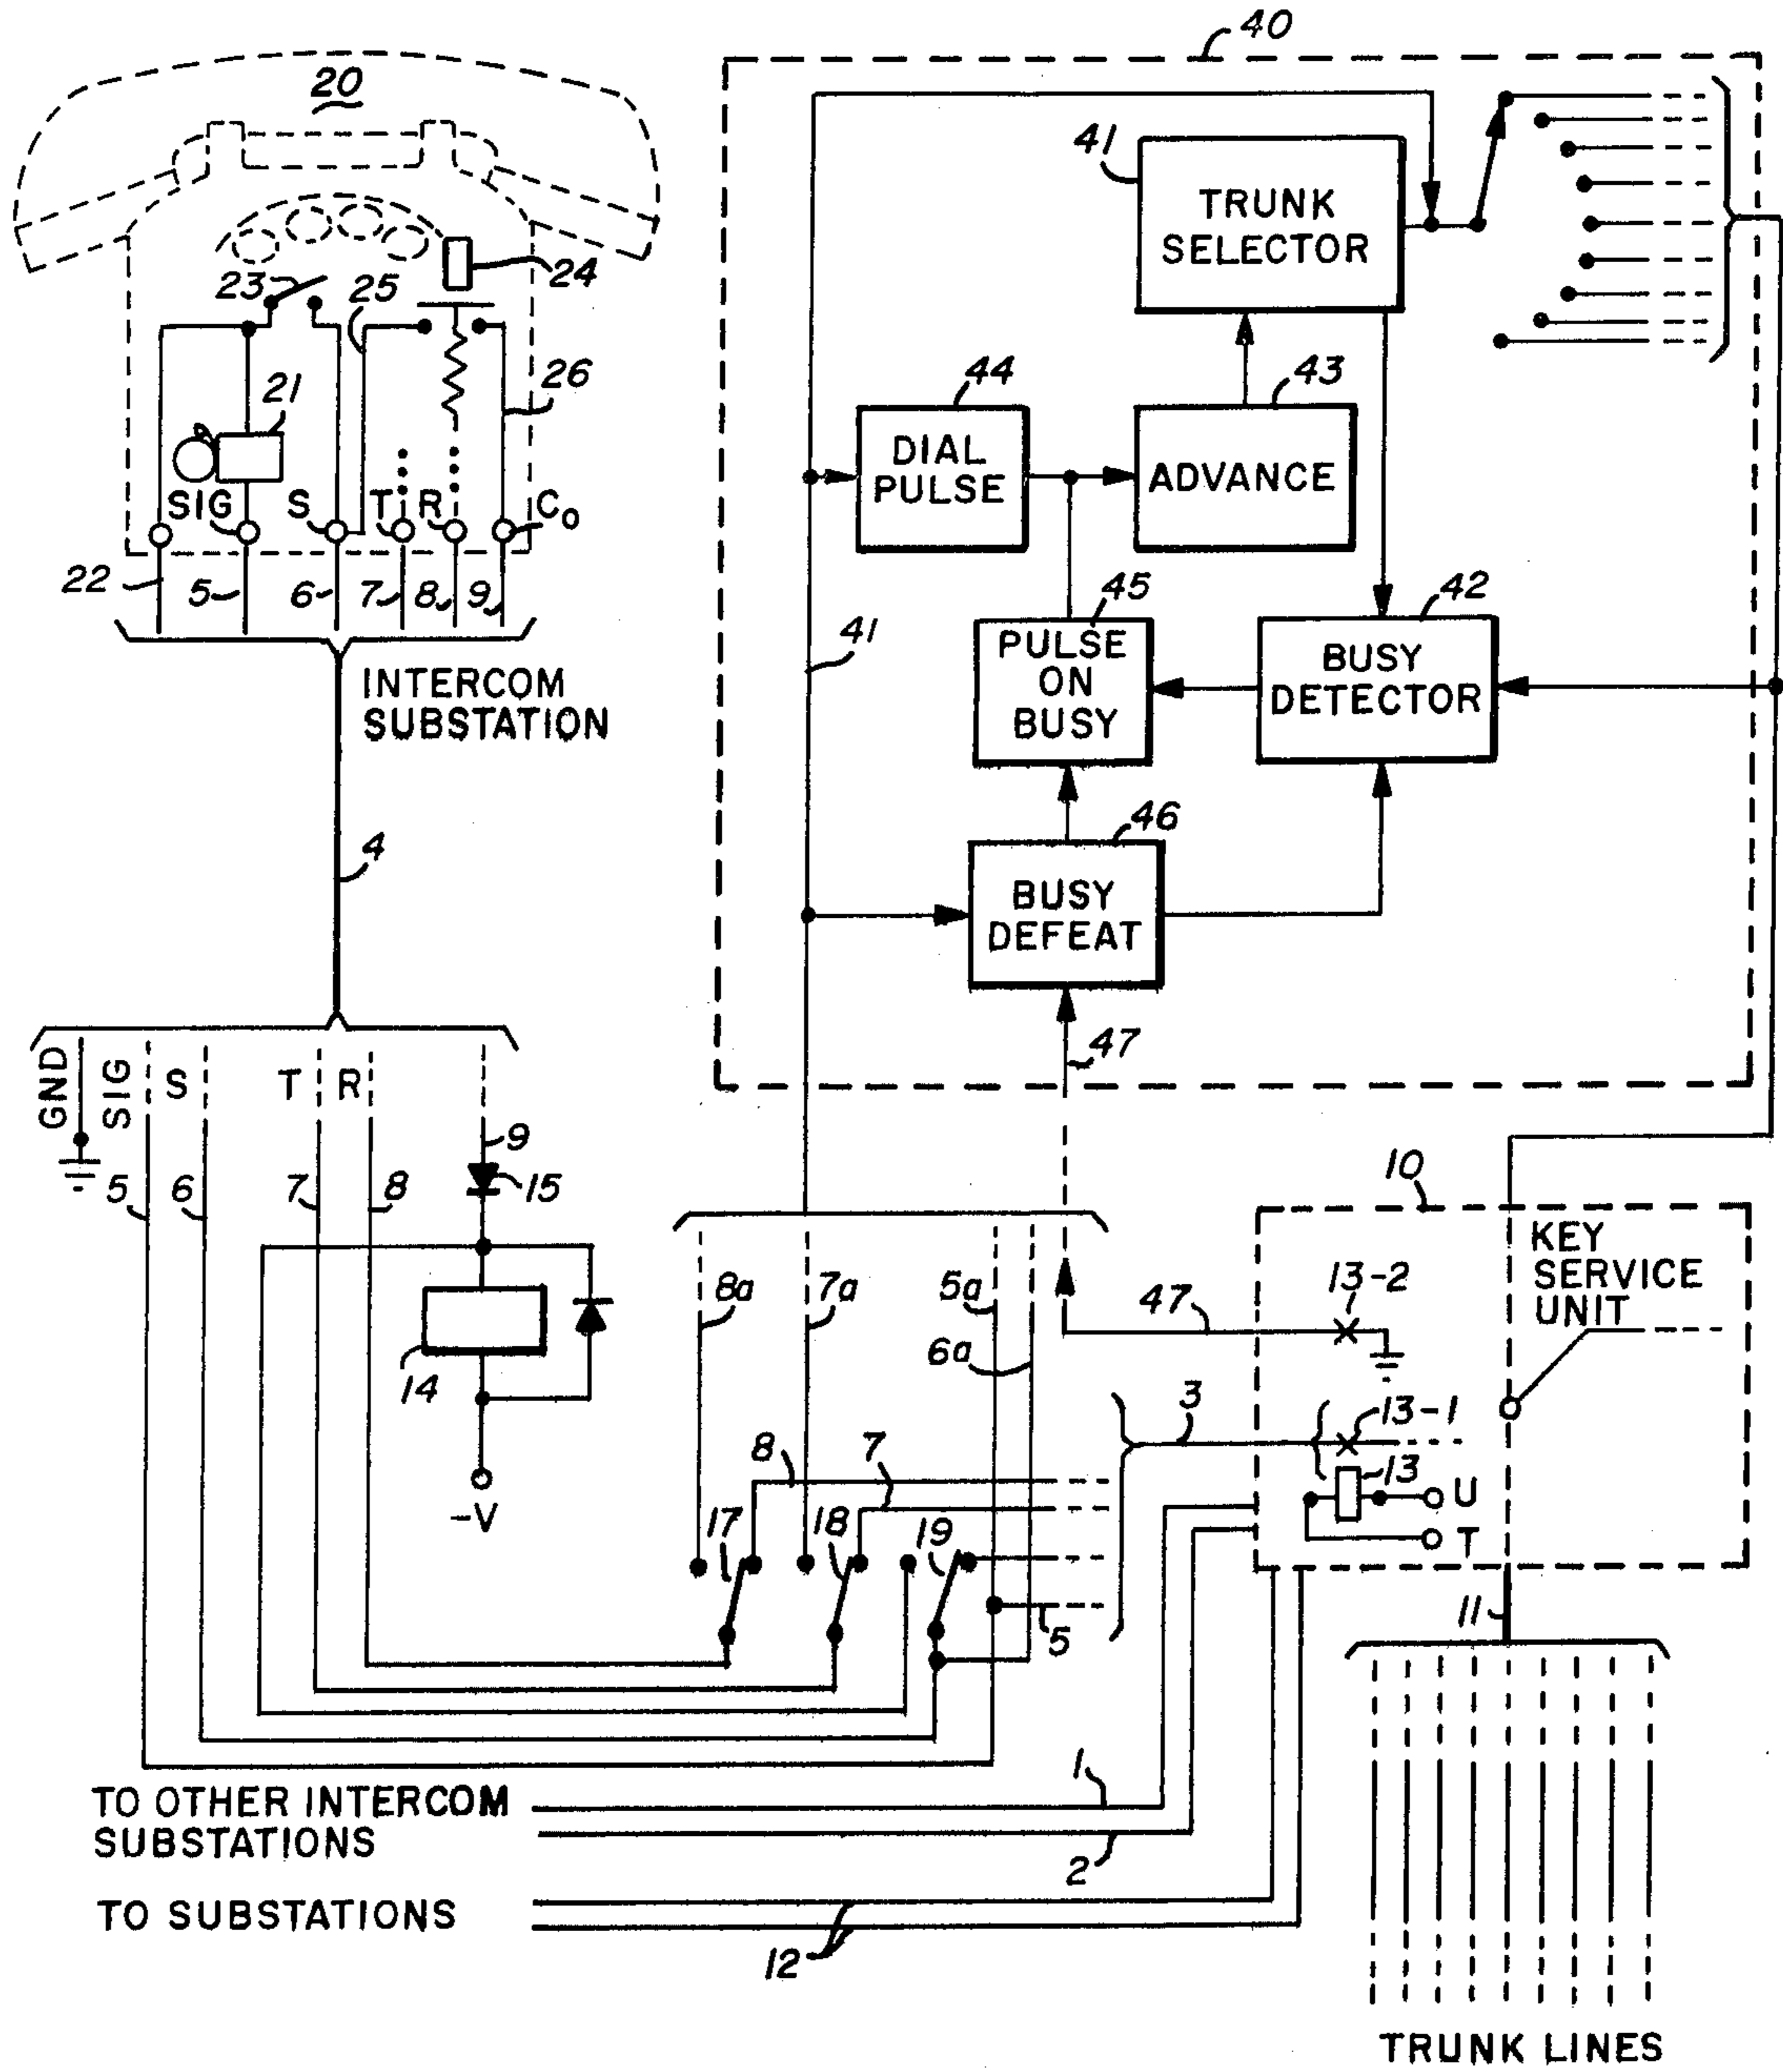 40
20
41
TRUNK
SELECTOR
23
25
24
21
26
44
43
DIAL
PULSE
ADVANCE
SIG
S
T
R
Co
22
5
6
7
8
9
45
42
41
PULSE
ON
BUSY
BUSY
DETECTOR
INTERCOM
SUBSTATION
4
46
BUSY
DEFEAT
47
GND
SIG
S
T
R
9
15
5
6
7
8
10
KEY
SERVICE
UNIT
8a
7a
5a
6a
47
13-2
14
-V
3
13-1
13
U
T
8
7
17
18
19
5
11
1
TO OTHER INTERCOM
SUBSTATIONS
2
TO SUBSTATIONS
12
TRUNK LINES